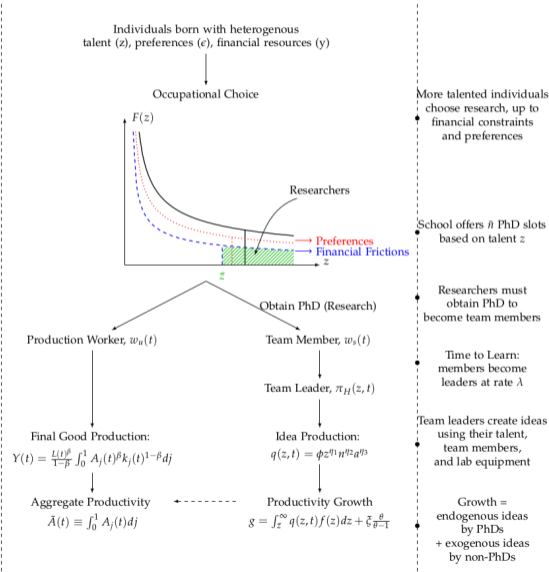 Individuals born with heterogenous
talent (z), preferences (ϵ), financial resources (y)
Occupational Choice
F(z)
Researchers
Preferences
Financial Frictions
z
z̄
Obtain PhD (Research)
Production Worker, w_u(t)
Team Member, w_s(t)
Team Leader, π_H(z, t)
Final Good Production:
Y(t) = \frac{L(t)^β}{1−β} ∫_0^1 A_j(t)^β k_j(t)^{1−β} dj
Idea Production:
q(z, t) = ϕz^{η_1} n^{η_2} a^{η_3}
Aggregate Productivity
Ā(t) ≡ ∫_0^1 A_j(t)dj
Productivity Growth
g = ∫_{z̄}^∞ q(z, t) f(z)dz + ξ\frac{θ}{θ−1}
More talented individuals
choose research, up to
financial constraints
and preferences
School offers n̄ PhD slots
based on talent z
Researchers must
obtain PhD to
become team members
Time to Learn:
members become
leaders at rate λ
Team leaders create ideas
using their talent,
team members,
and lab equipment
Growth =
endogenous ideas
by PhDs
+ exogenous ideas
by non-PhDs